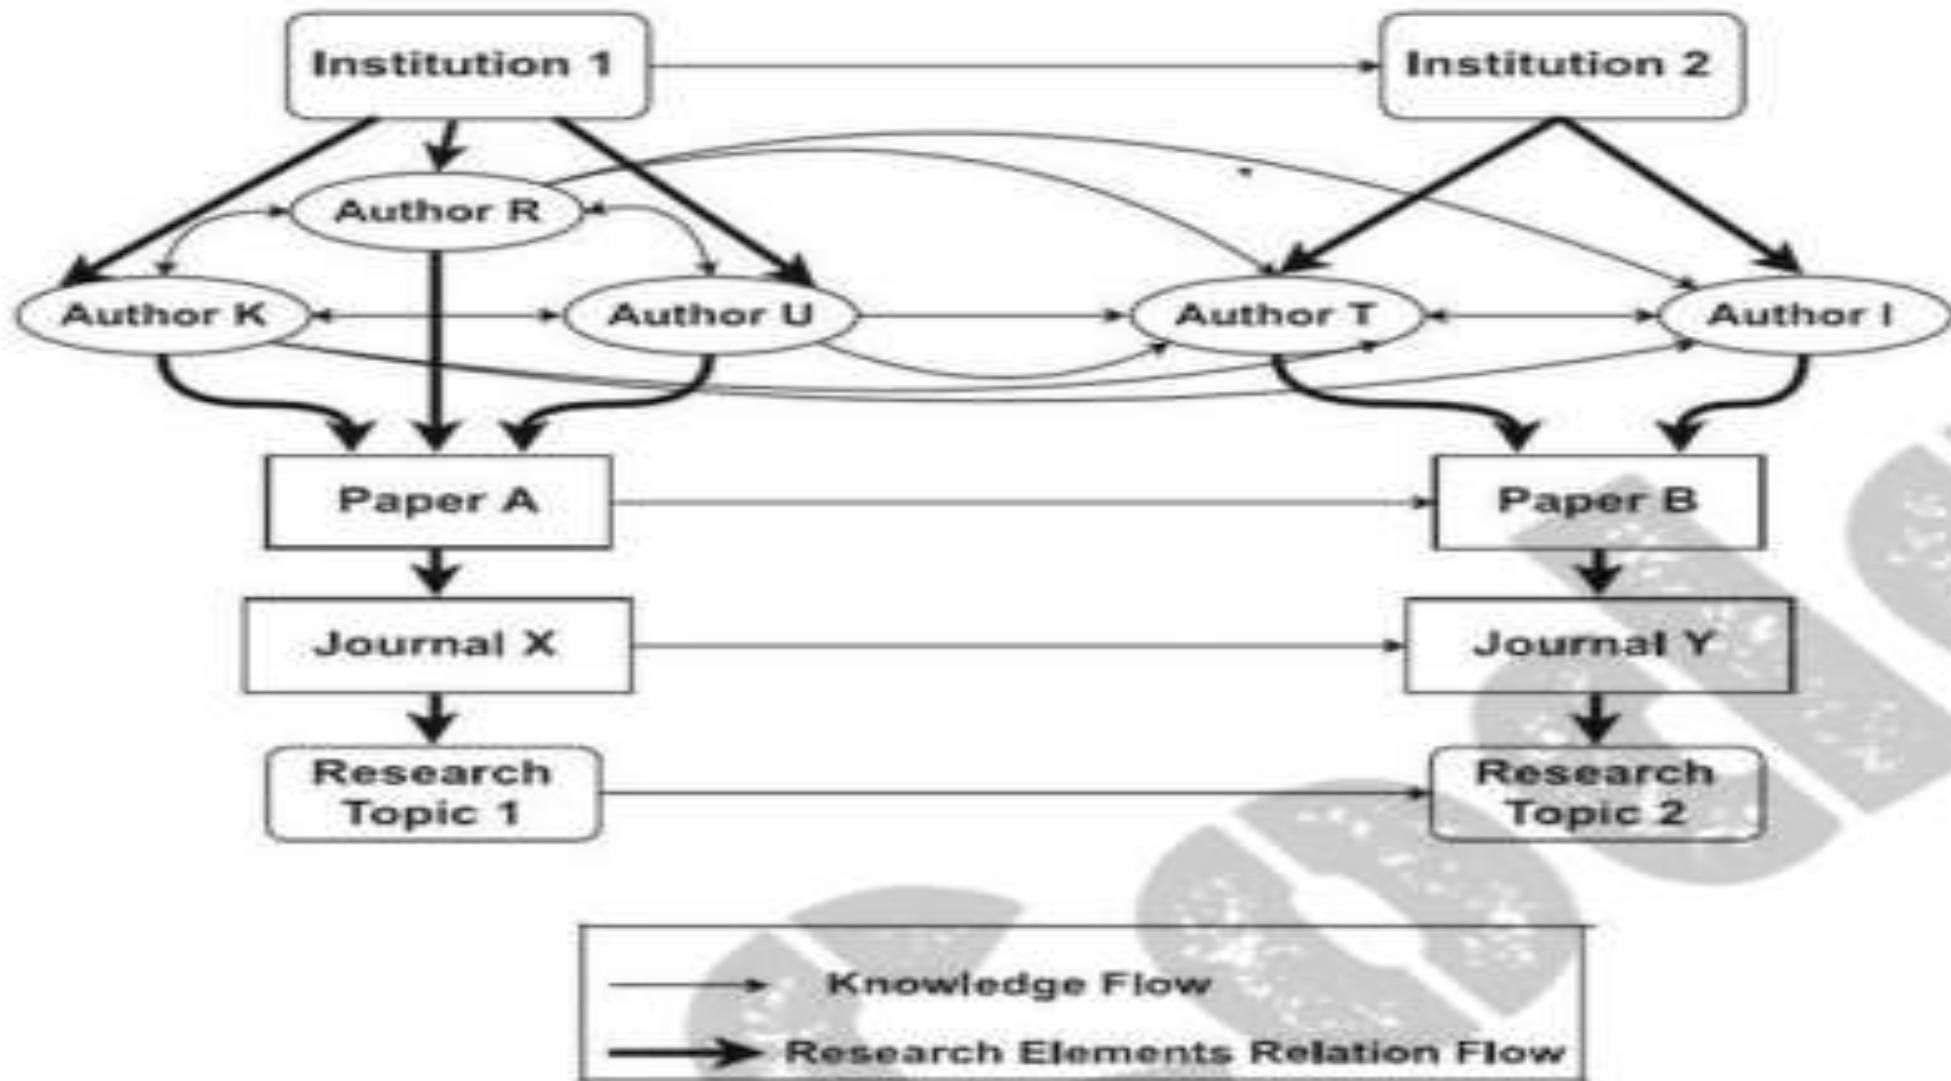 Institution 1
Institution 2
Author R
Author K
Author U
Author T
Author I
Paper A
Paper B
Journal X
Journal Y
Research
Topic 1
Research
Topic 2
Knowledge Flow
Research Elements Relation Flow